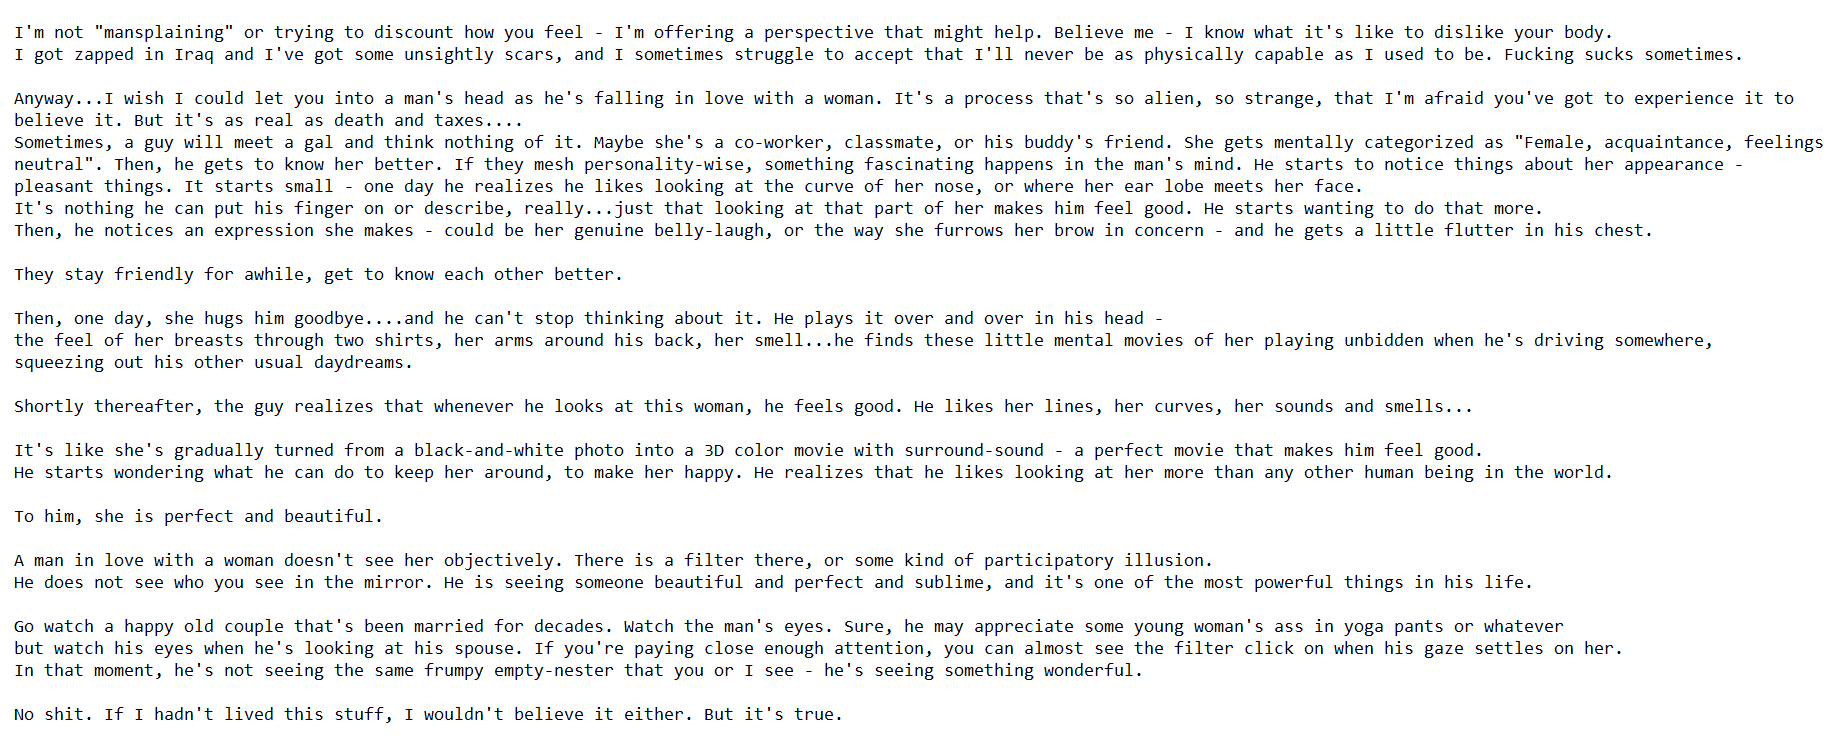 I'm not "mansplaining" or trying to discount how you feel - I'm offering a perspective that might help. Believe me - I know what it's like to dislike your body.
I got zapped in Iraq and I've got some unsightly scars, and I sometimes struggle to accept that I'll never be as physically capable as I used to be. Fucking sucks sometimes.
Anyway...I wish I could let you into a man's head as he's falling in love with a woman. It's a process that's so alien, so strange, that I'm afraid you've got to experience it to
believe it. But it's as real as death and taxes....
Sometimes, a guy will meet a gal and think nothing of it. Maybe she's a co-worker, classmate, or his buddy's friend. She gets mentally categorized as "Female, acquaintance, feelings
neutral". Then, he gets to know her better. If they mesh personality-wise, something fascinating happens in the man's mind. He starts to notice things about her appearance -
pleasant things. It starts small - one day he realizes he likes looking at the curve of her nose, or where her ear lobe meets her face.
It's nothing he can put his finger on or describe, really...just that looking at that part of her makes him feel good. He starts wanting to do that more.
Then, he notices an expression she makes - could be her genuine belly-laugh, or the way she furrows her brow in concern - and he gets a little flutter in his chest.
They stay friendly for awhile, get to know each other better.
Then, one day, she hugs him goodbye....and he can't stop thinking about it. He plays it over and over in his head -
the feel of her breasts through two shirts, her arms around his back, her smell...he finds these little mental movies of her playing unbidden when he's driving somewhere,
squeezing out his other usual daydreams.
Shortly thereafter, the guy realizes that whenever he looks at this woman, he feels good. He likes her lines, her curves, her sounds and smells...
It's like she's gradually turned from a black-and-white photo into a 3D color movie with surround-sound - a perfect movie that makes him feel good.
He starts wondering what he can do to keep her around, to make her happy. He realizes that he likes looking at her more than any other human being in the world.
To him, she is perfect and beautiful.
A man in love with a woman doesn't see her objectively. There is a filter there, or some kind of participatory illusion.
He does not see who you see in the mirror. He is seeing someone beautiful and perfect and sublime, and it's one of the most powerful things in his life.
Go watch a happy old couple that's been married for decades. Watch the man's eyes. Sure, he may appreciate some young woman's ass in yoga pants or whatever
but watch his eyes when he's looking at his spouse. If you're paying close enough attention, you can almost see the filter click on when his gaze settles on her.
In that moment, he's not seeing the same frumpy empty-nester that you or I see - he's seeing something wonderful.
No shit. If I hadn't lived this stuff, I wouldn't believe it either. But it's true.